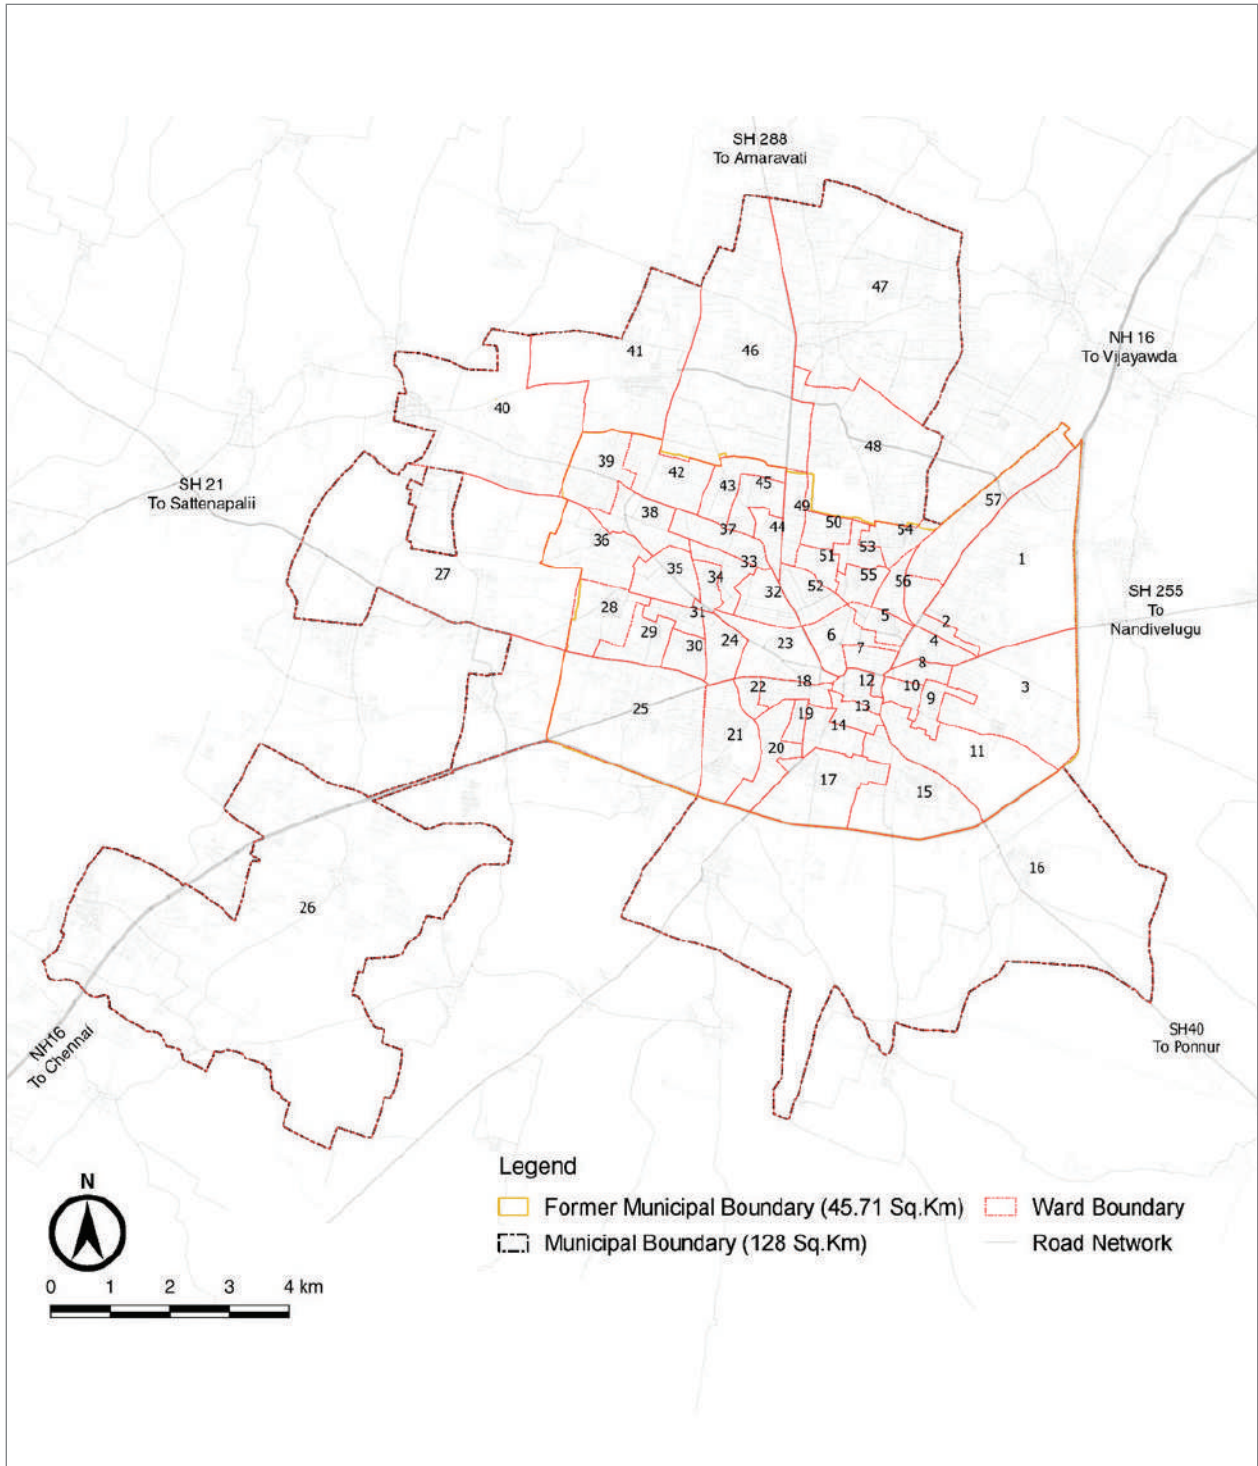 SH 288
To Amaravati
47
NH 16
To Vijayawda
41
46
40
48
39
42
45
43
SH 21
To Sattenapalii
57
49
38
44
50
54
37
36
53
51
1
33
27
35
34
55
56
52
32
SH 255
To
Nandivelugu
28
31
5
2
29
24
23
6
4
30
7
8
18
12
22
10
3
9
25
19
13
14
21
20
11
17
15
16
26
NH16
To Chennai
SH40
To Ponnur
Legend
Former Municipal Boundary (45.71 Sq.Km)
Ward Boundary
Municipal Boundary (128 Sq.Km)
Road Network
N
0 1 2 3 4 km